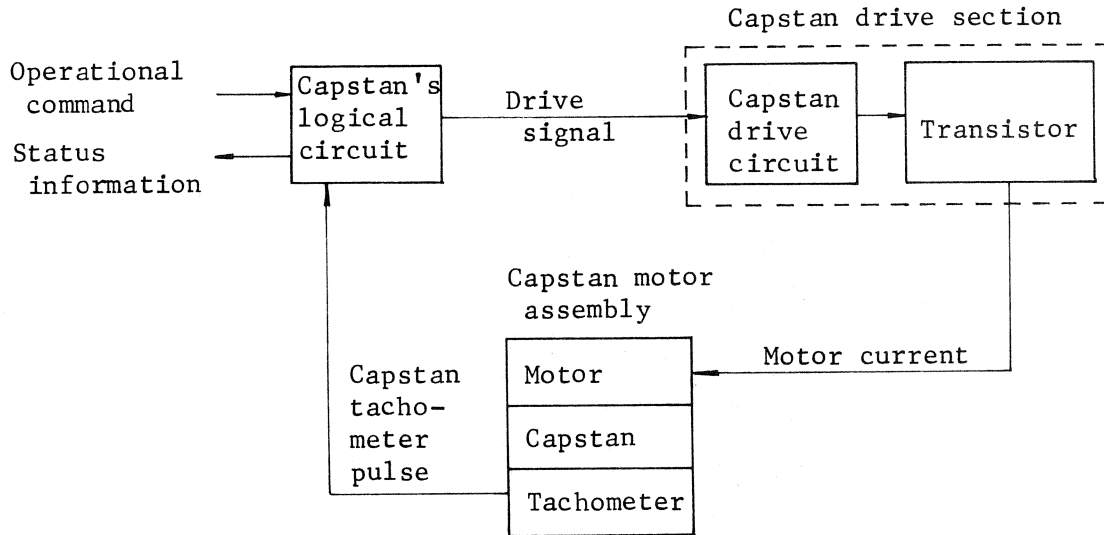 Capstan drive section
Operational
command
Status
information
Capstan's
logical
circuit
Drive
signal
Capstan
drive
circuit
Transistor
Capstan motor
assembly
Motor current
Capstan
tacho-
meter
pulse
Motor
Capstan
Tachometer